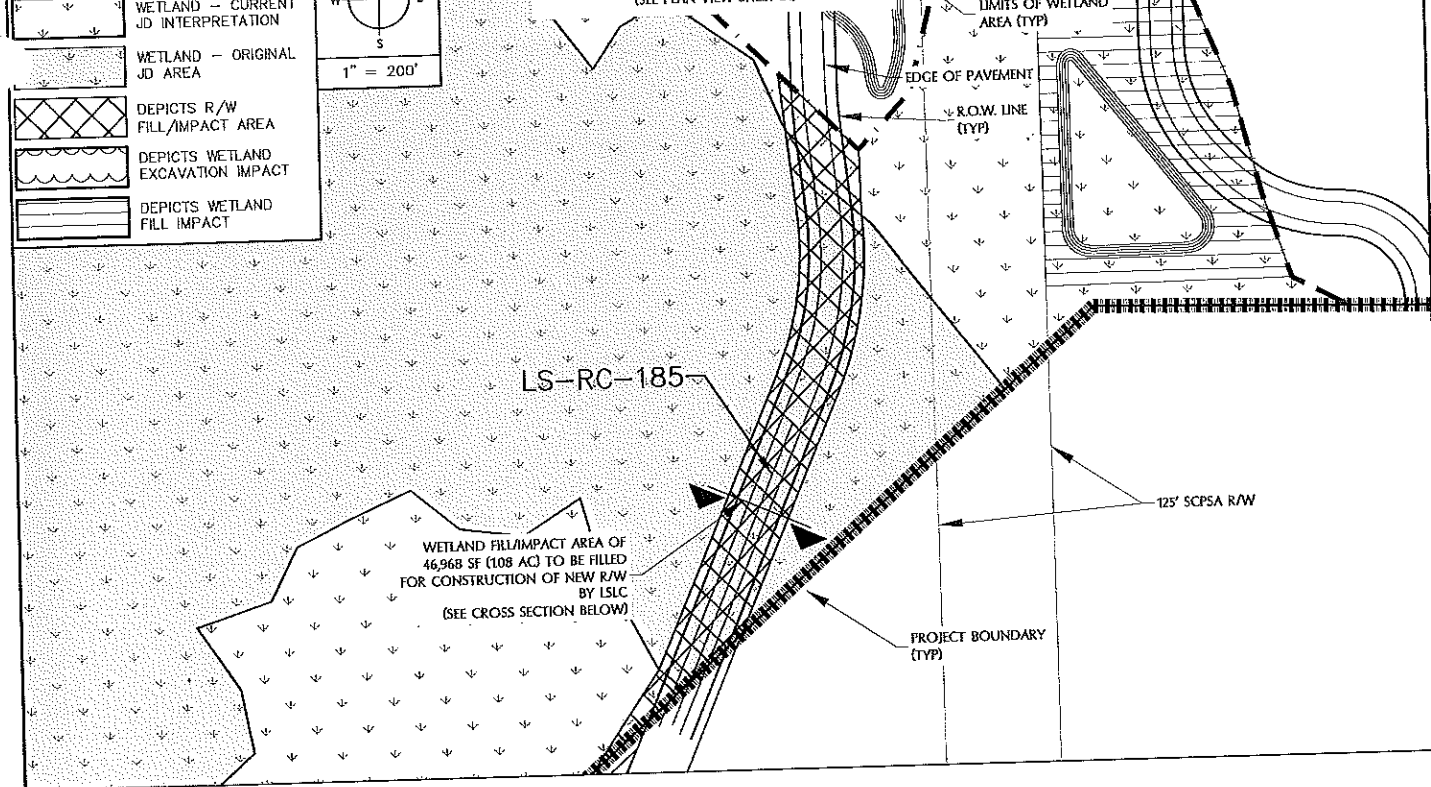 WETLAND - CURRENT
JD INTERPRETATION
WETLAND - ORIGINAL
JD AREA
DEPICTS R/W
FILL/IMPACT AREA
DEPICTS WETLAND
EXCAVATION IMPACT
DEPICTS WETLAND
FILL IMPACT
S
1" = 200'
LIMITS OF WETLAND
AREA (TYP)
EDGE OF PAVEMENT
R.O.W. LINE
(TYP)
LS-RC-185
125' SCPSA R/W
WETLAND FILL/IMPACT AREA OF
46,968 SF (1.08 AC) TO BE FILLED
FOR CONSTRUCTION OF NEW R/W
BY LSLC
(SEE CROSS SECTION BELOW)
PROJECT BOUNDARY
(TYP)